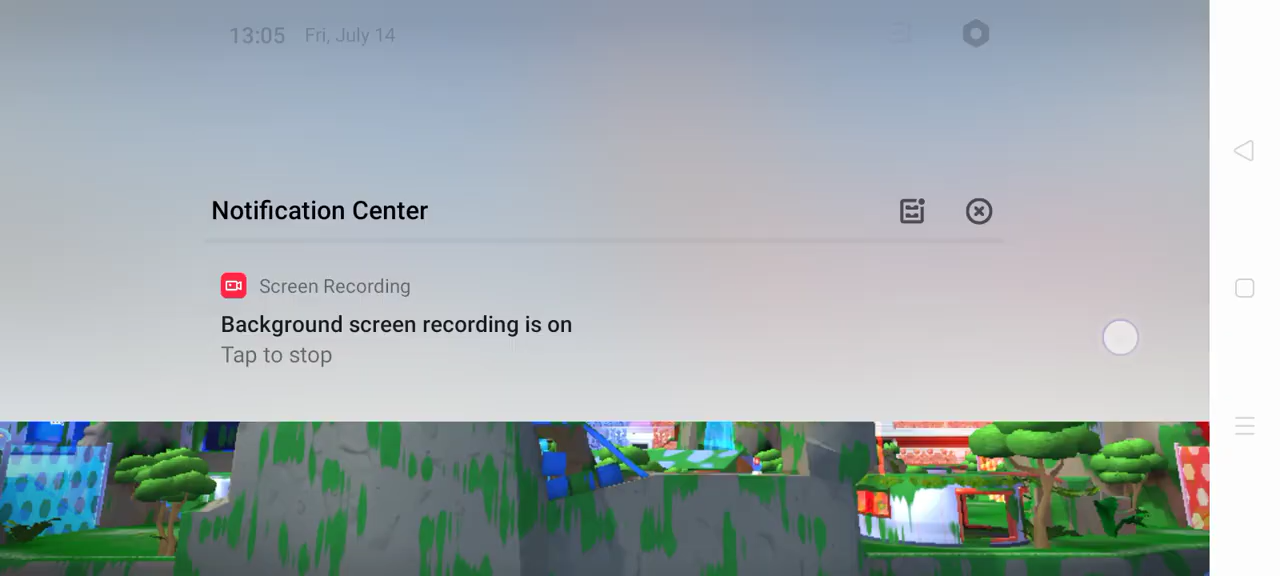 13:05 Fri, July 14
Notification Center
Screen Recording
Background screen recording is on
Tap to stop